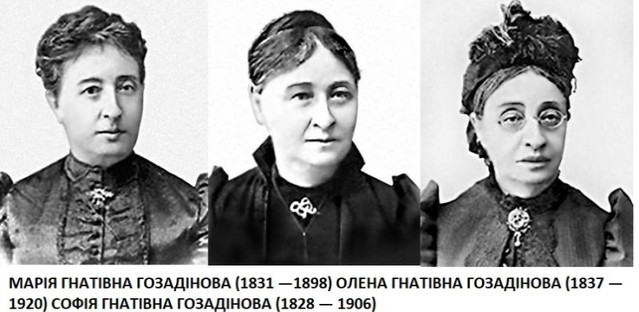 МАРІЯ ГНАТІВНА ГОЗАДІНОВА (1831 —1898) ОЛЕНА ГНАТІВНА ГОЗАДІНОВА (1837 —
1920) СОФІЯ ГНАТІВНА ГОЗАДІНОВА (1828 — 1906)